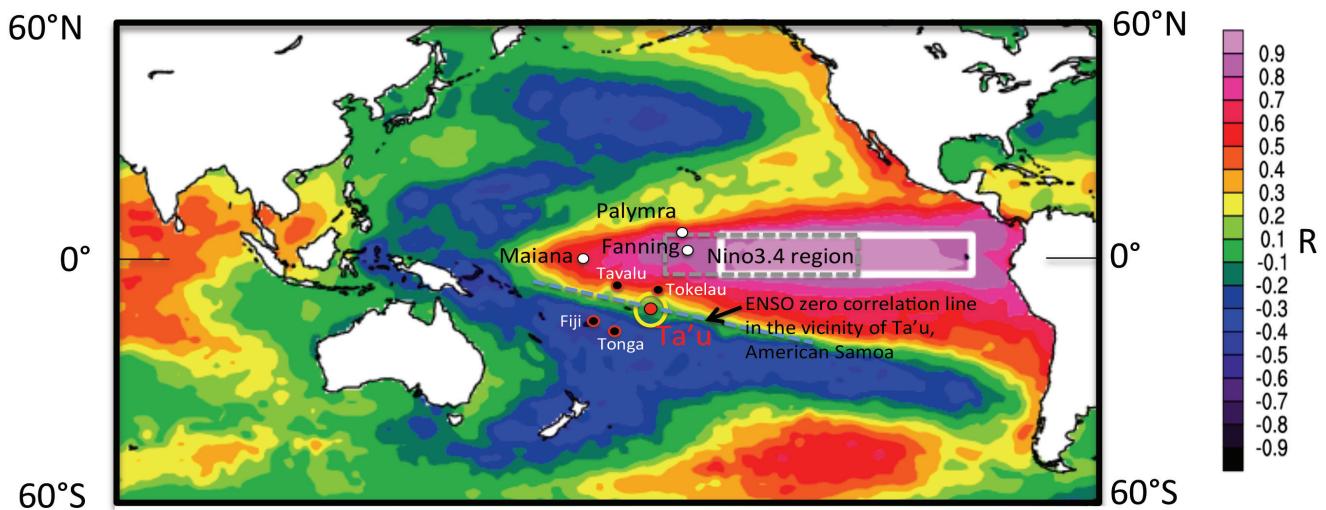 60°N
60°N
0.9
0.8
0.7
0.6
0.5
0.4
0.3
0.2
0.1
-0.1
-0.2
-0.3
-0.4
-0.5
-0.6
-0.7
-0.8
-0.9
R
Palymra
Fanning
Nino3.4 region
0°
0°
Maiana
Tavalu
Tokelau
ENSO zero correlation line
in the vicinity of Ta'u,
American Samoa
Fiji
Ta'u
Tonga
60°S
60°S